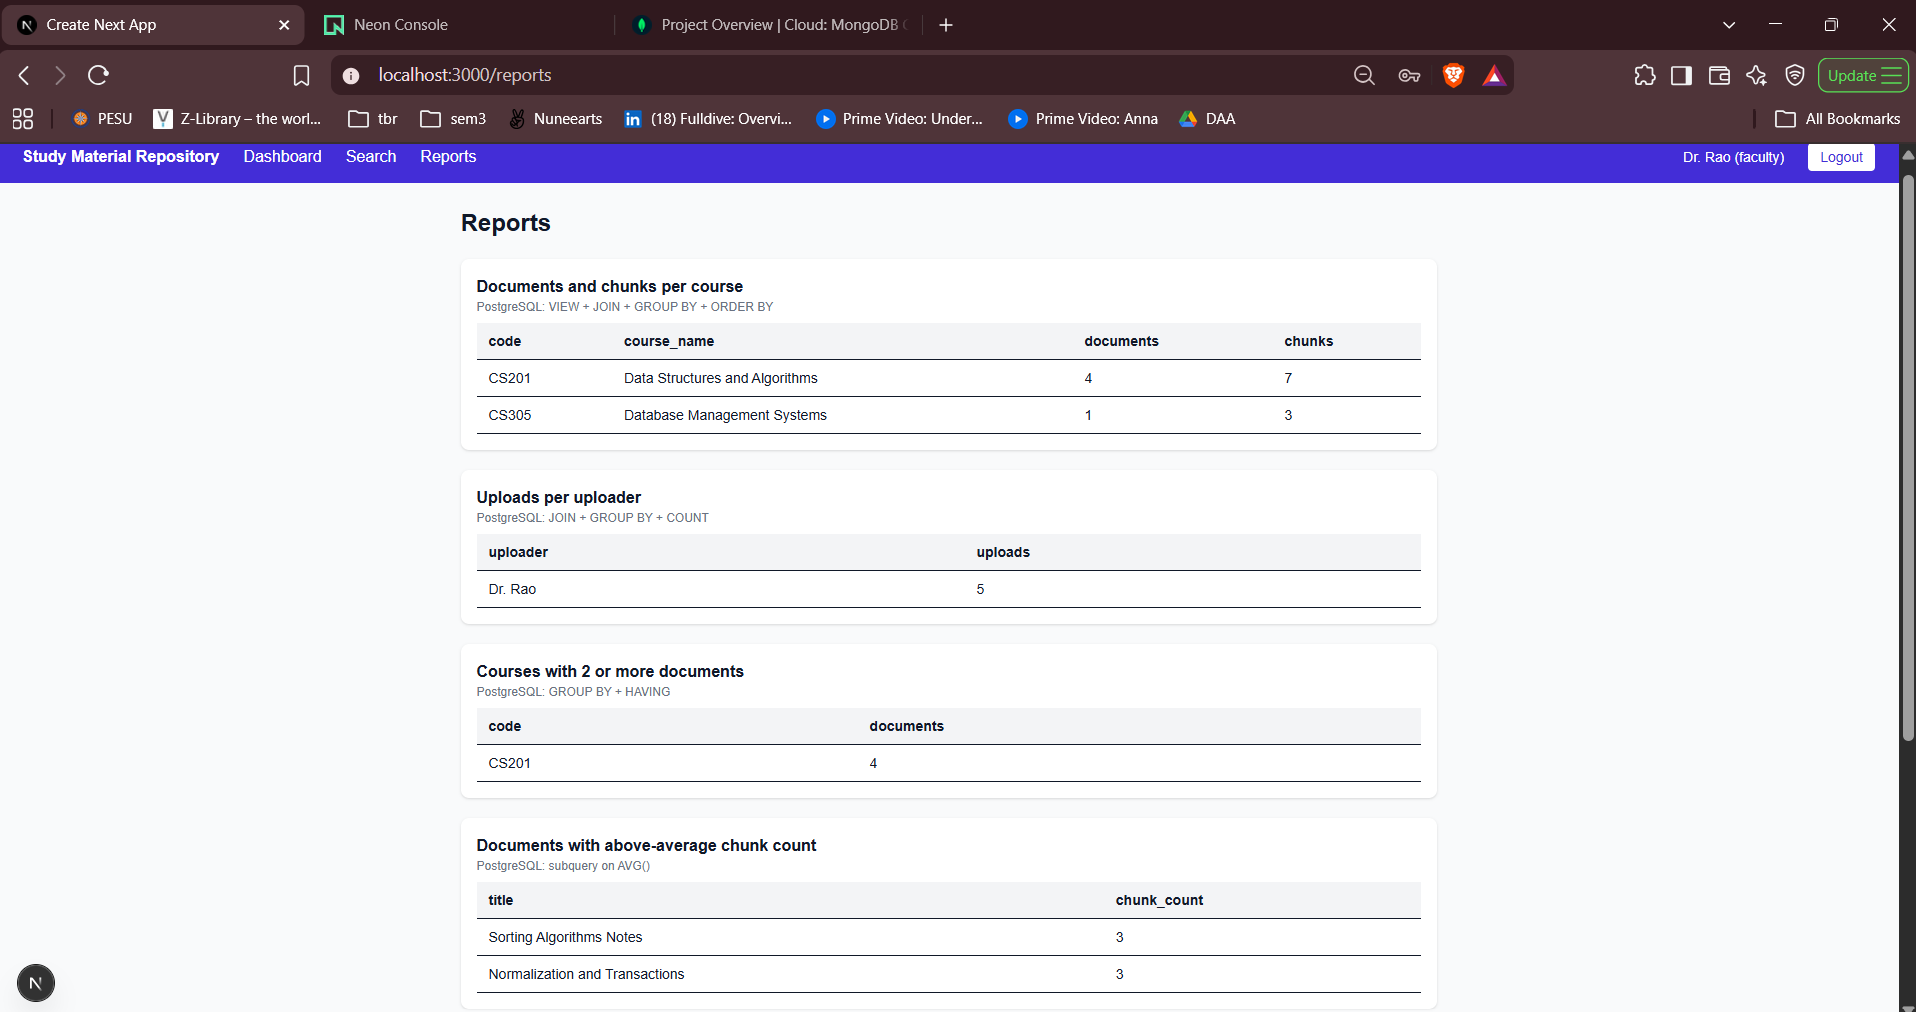 Create Next App
Neon Console
Project Overview | Cloud: MongoDB
localhost:3000/reports
Update
PESU
Z-Library – the worl...
tbr
sem3
Nuneearts
(18) Fulldive: Overvi...
Prime Video: Under...
Prime Video: Anna
DAA
All Bookmarks
Study Material Repository Dashboard Search Reports
Dr. Rao (faculty) Logout
Reports
Documents and chunks per course
PostgreSQL: VIEW + JOIN + GROUP BY + ORDER BY
code course_name documents chunks
CS201 Data Structures and Algorithms 4 7
CS305 Database Management Systems 1 3
Uploads per uploader
PostgreSQL: JOIN + GROUP BY + COUNT
uploader uploads
Dr. Rao 5
Courses with 2 or more documents
PostgreSQL: GROUP BY + HAVING
code documents
CS201 4
Documents with above-average chunk count
PostgreSQL: subquery on AVG()
title chunk_count
Sorting Algorithms Notes 3
Normalization and Transactions 3
N